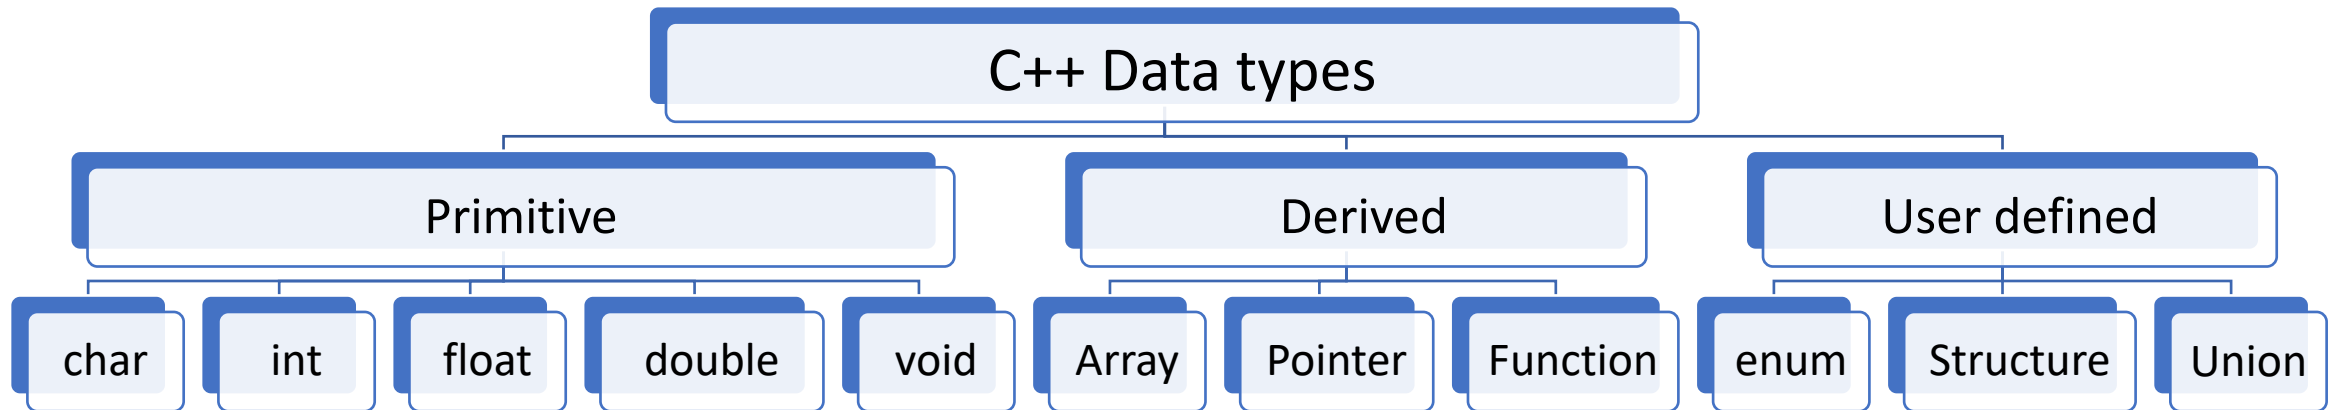 C++ Data types
Primitive
Derived
User defined
char
int
float
double
void
Array
Pointer
Function
enum
Structure
Union